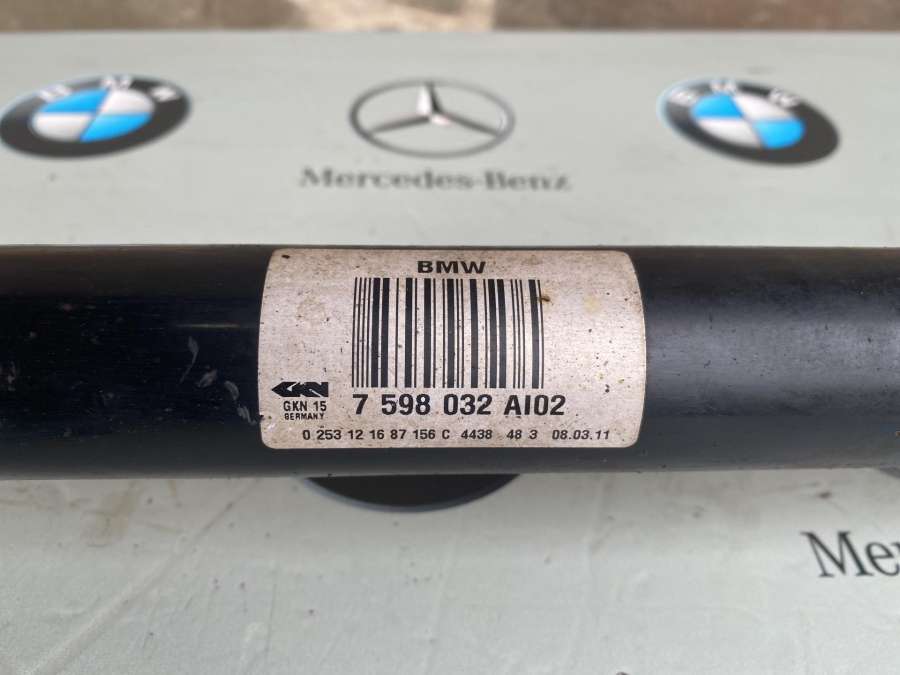 BMW
BMW
Mercedes-Benz
BMW
GKN
GKN 15
GERMANY
7 598 032 AI02
0 253 12 16 87 156 C 4438 48 3 08.03.11
Me